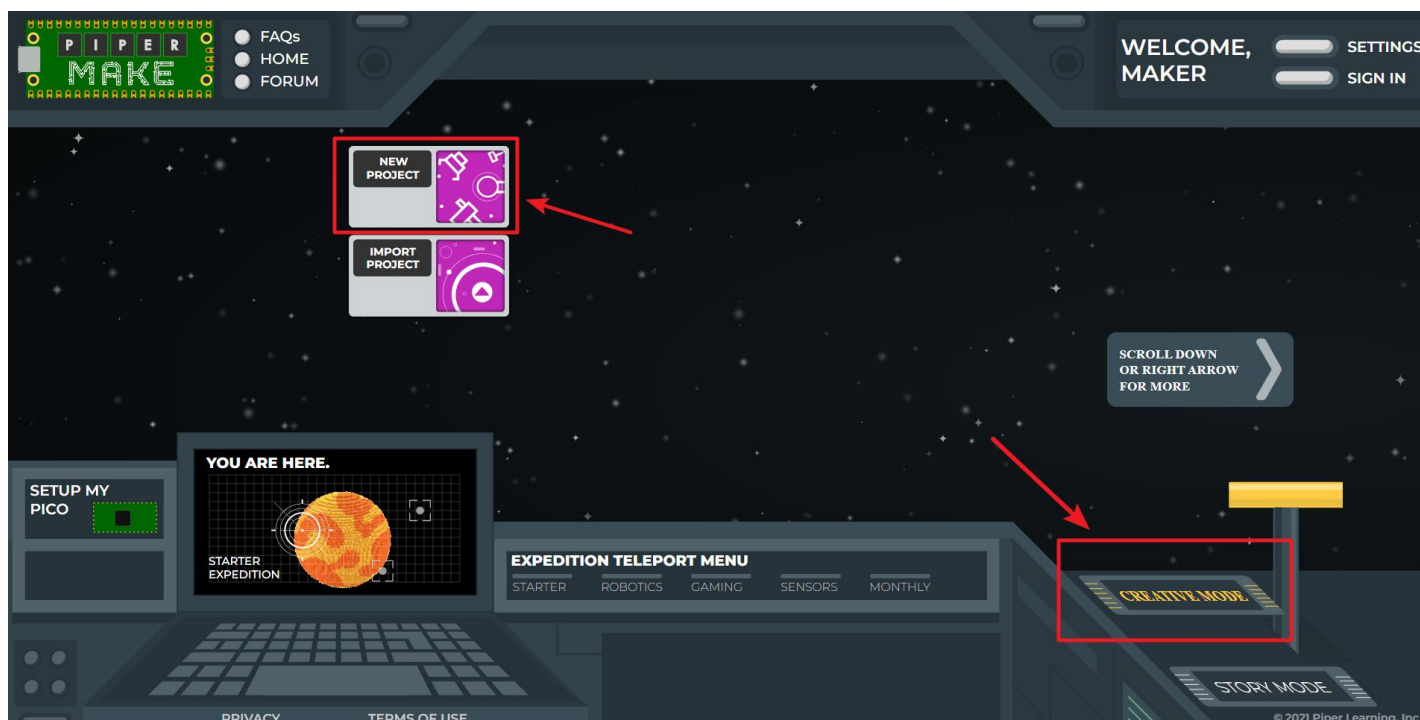 PIPER
MAKE
FAQs
HOME
FORUM
WELCOME,
MAKER
SETTINGS
SIGN IN
NEW
PROJECT
IMPORT
PROJECT
SCROLL DOWN
OR RIGHT ARROW
FOR MORE
SETUP MY
PICO
YOU ARE HERE.
STARTER
EXPEDITION
EXPEDITION TELEPORT MENU
STARTER ROBOTICS GAMING SENSORS MONTHLY
CREATIVE MODE
STORY MODE
PRIVACY TERMS OF USE
© 2021 Piper Learning, Inc